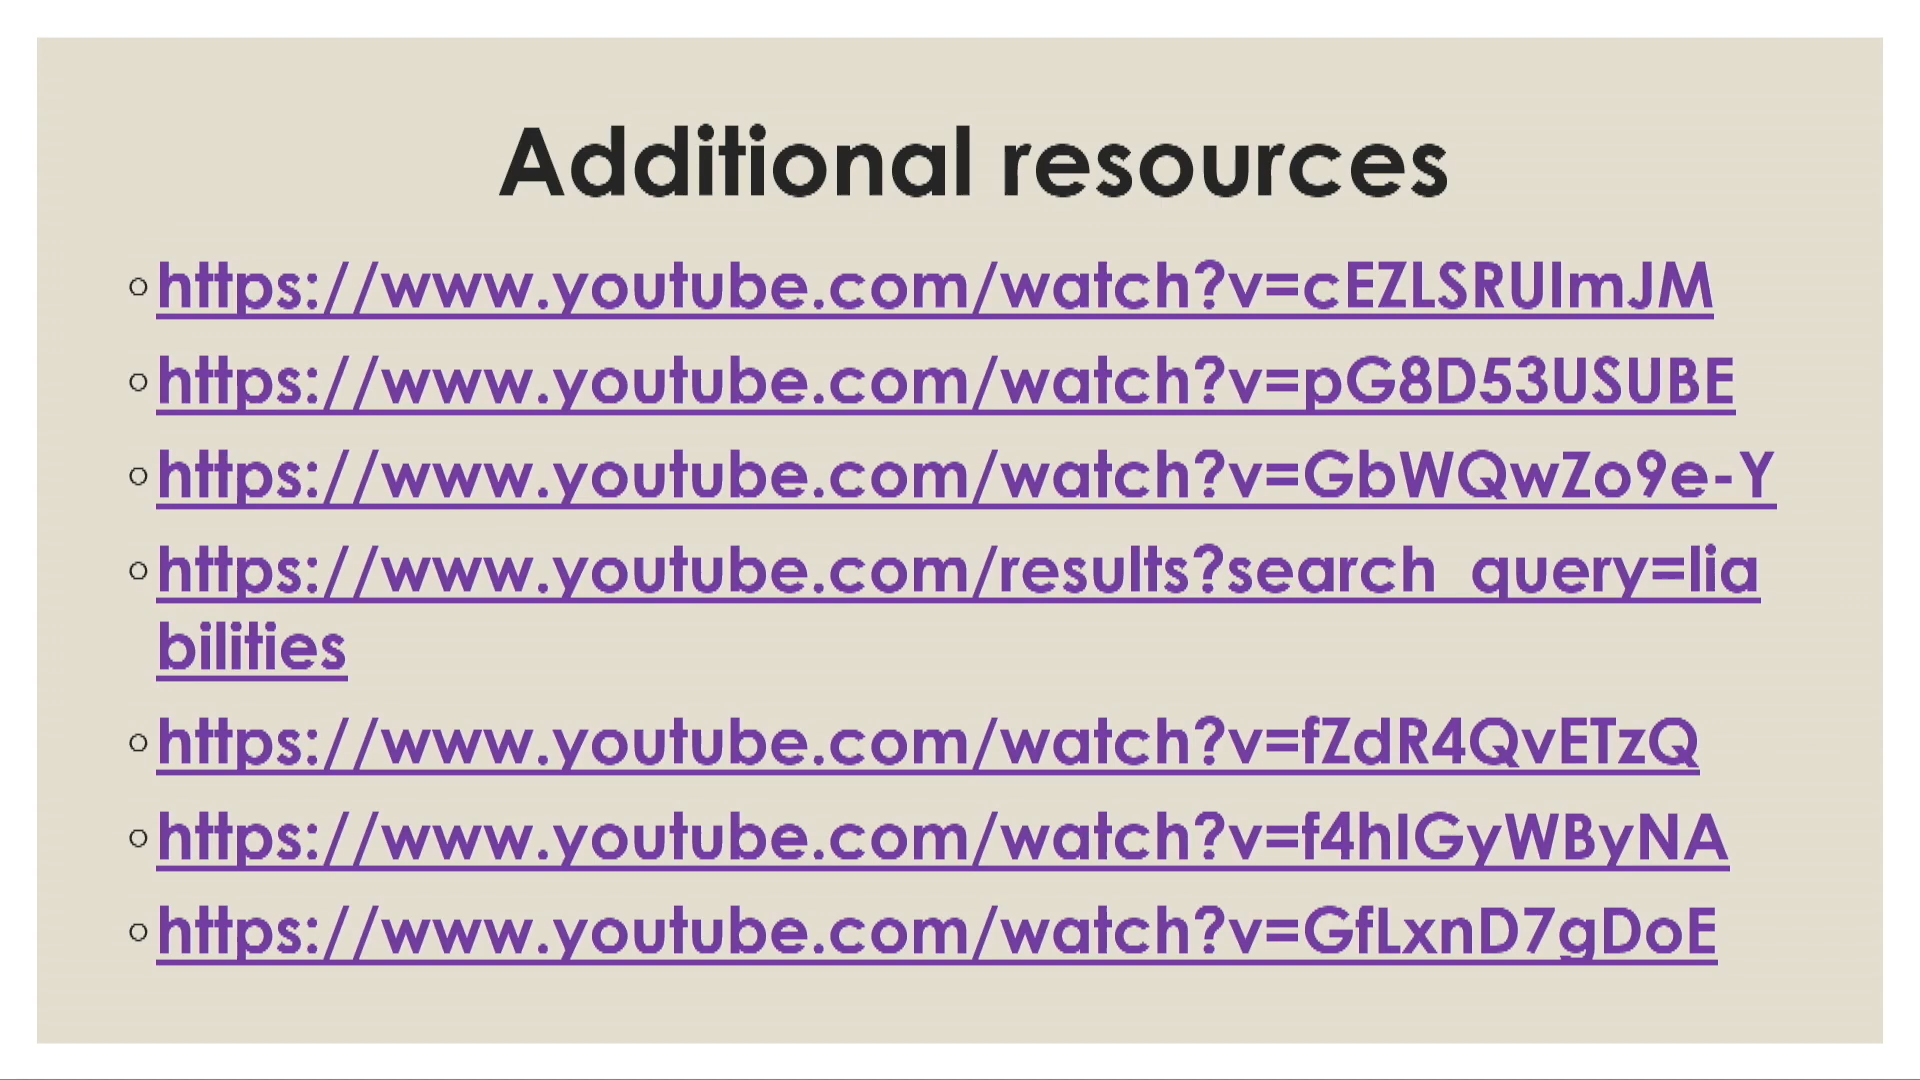 Additional resources
https://www.youtube.com/watch?v=cEZLSRUImJM
https://www.youtube.com/watch?v=pG8D53USUBE
https://www.youtube.com/watch?v=GbWQwZo9e-Y
https://www.youtube.com/results?search_query=lia
bilities
https://www.youtube.com/watch?v=fZdR4QvETzQ
https://www.youtube.com/watch?v=f4hIGyWByNA
https://www.youtube.com/watch?v=GfLxnD7gDoE